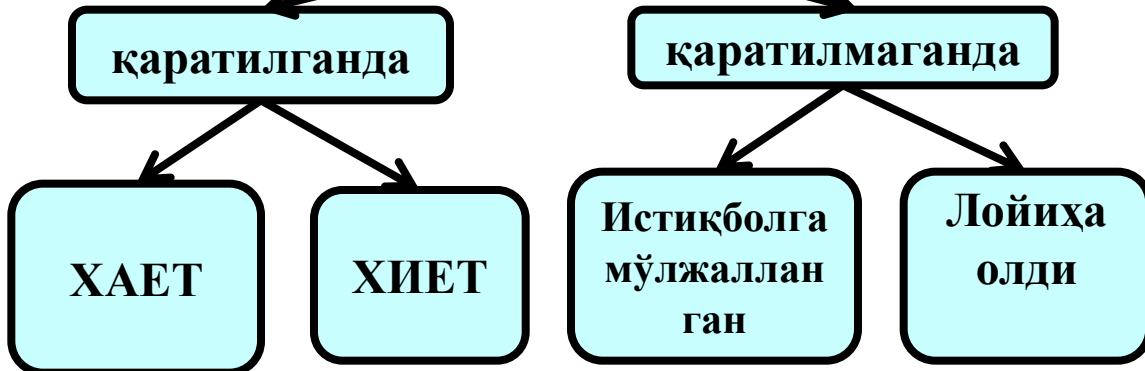 қаратилганда
қаратилмаганда
ХАЕТ
ХИЕТ
Истиқболга
мўлжаллан
ган
Лойиҳа
олди